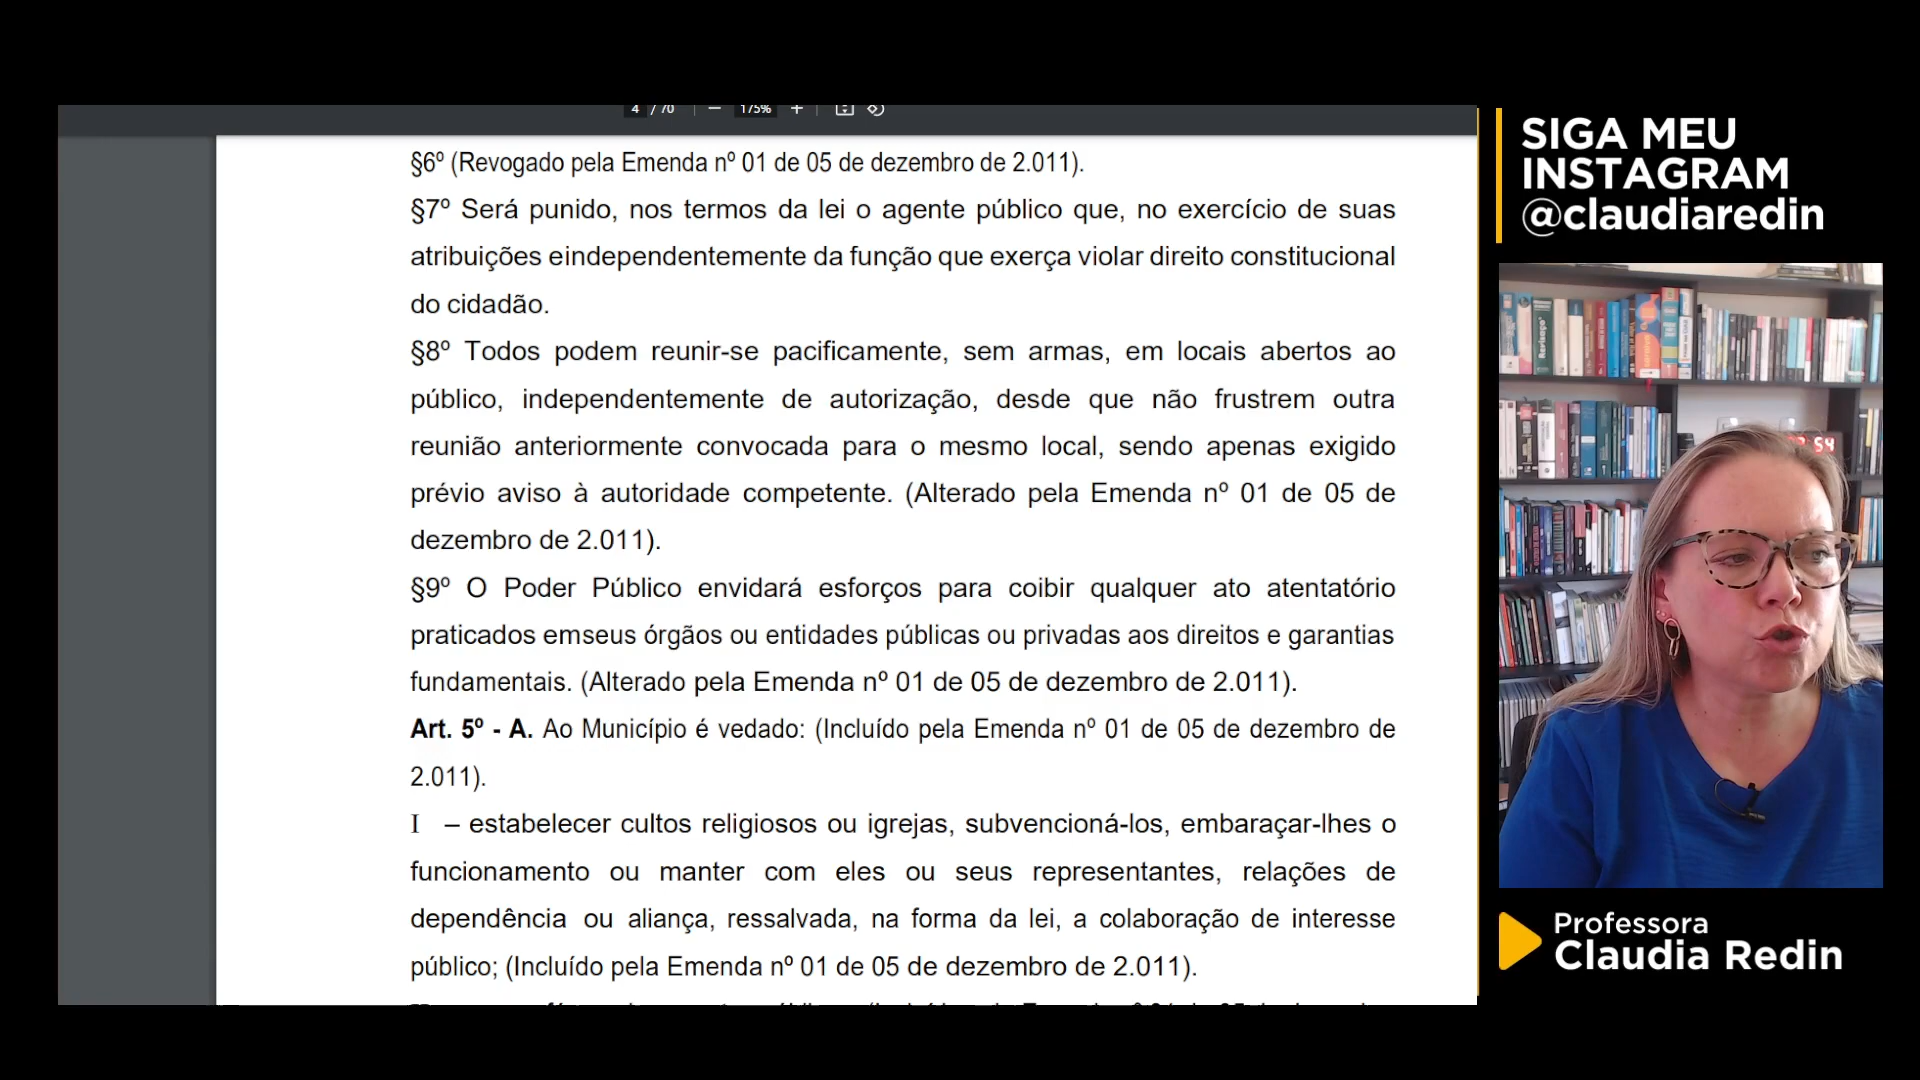 4 / 70 — 175% +
§6º (Revogado pela Emenda nº 01 de 05 de dezembro de 2.011).
§7º Será punido, nos termos da lei o agente público que, no exercício de suas
atribuições eindependentemente da função que exerça violar direito constitucional
do cidadão.
§8º Todos podem reunir-se pacificamente, sem armas, em locais abertos ao
público, independentemente de autorização, desde que não frustrem outra
reunião anteriormente convocada para o mesmo local, sendo apenas exigido
prévio aviso à autoridade competente. (Alterado pela Emenda nº 01 de 05 de
dezembro de 2.011).
§9º O Poder Público envidará esforços para coibir qualquer ato atentatório
praticados emseus órgãos ou entidades públicas ou privadas aos direitos e garantias
fundamentais. (Alterado pela Emenda nº 01 de 05 de dezembro de 2.011).
Art. 5º - A. Ao Município é vedado: (Incluído pela Emenda nº 01 de 05 de dezembro de
2.011).
I – estabelecer cultos religiosos ou igrejas, subvencioná-los, embaraçar-lhes o
funcionamento ou manter com eles ou seus representantes, relações de
dependência ou aliança, ressalvada, na forma da lei, a colaboração de interesse
público; (Incluído pela Emenda nº 01 de 05 de dezembro de 2.011).
SIGA MEU
INSTAGRAM
@claudiaredin
Revisaço
54
Professora
Claudia Redin